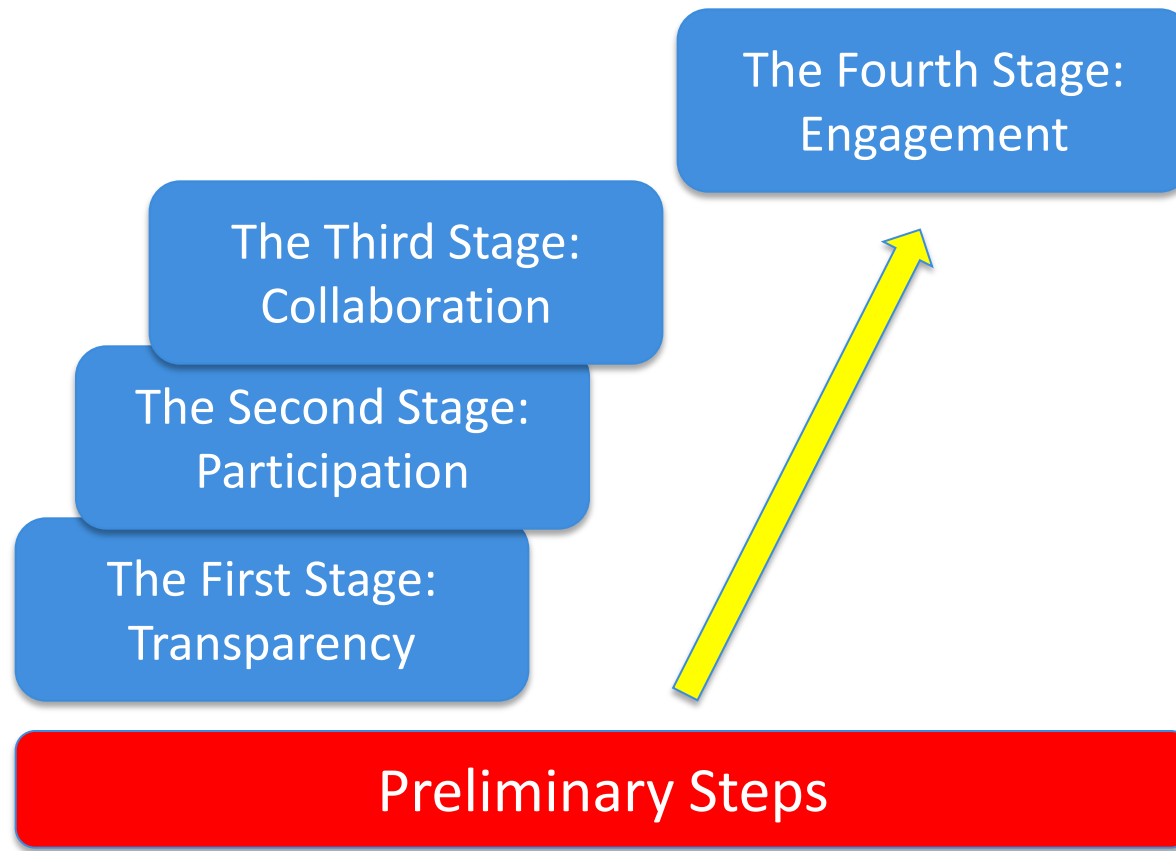 The Fourth Stage:
Engagement
The Third Stage:
Collaboration
The Second Stage:
Participation
The First Stage:
Transparency
Preliminary Steps